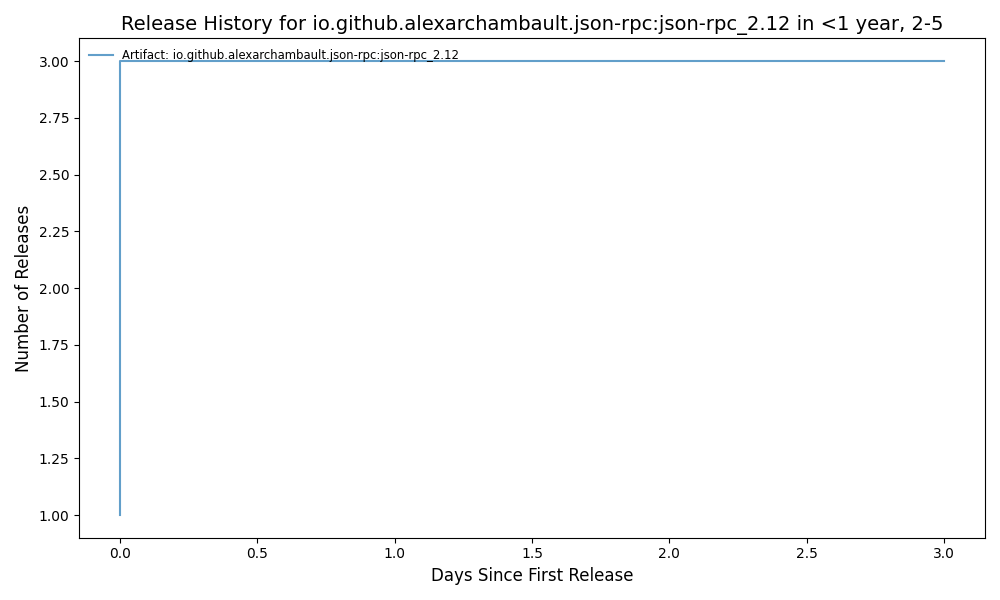 Release History for io.github.alexarchambault.json-rpc:json-rpc_2.12 in <1 year, 2-5
Artifact: io.github.alexarchambault.json-rpc:json-rpc_2.12
Number of Releases
3.00
2.75
2.50
2.25
2.00
1.75
1.50
1.25
1.00
0.0 0.5 1.0 1.5 2.0 2.5 3.0
Days Since First Release